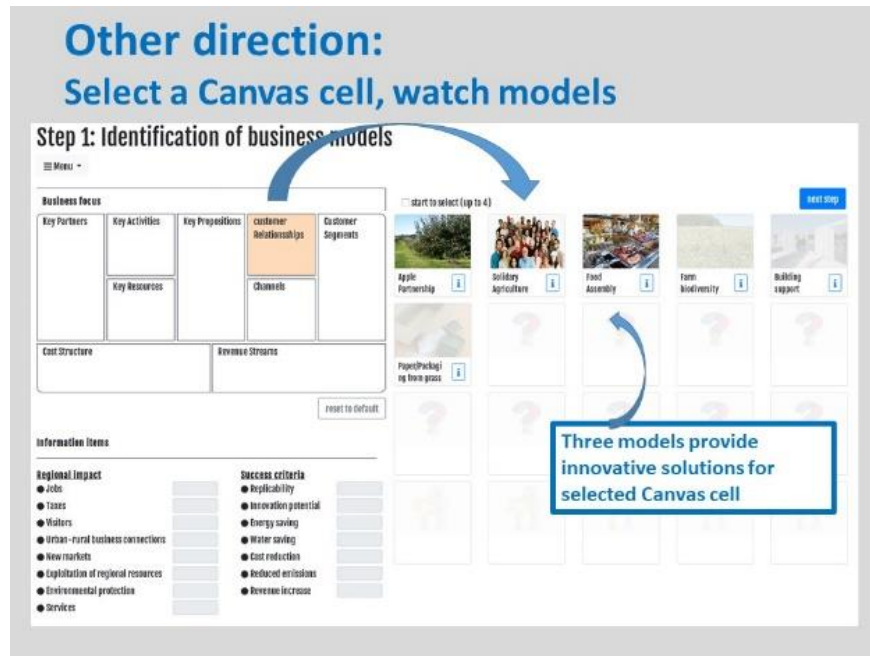 Other direction:
Select a Canvas cell, watch models
Step 1: Identification of business models
Menu
Business focus
start to select (up to 4)
next step
Key Partners
Key Activities
Key Propositions
customer
Relationships
Customer
Segments
Key Resources
Channels
Cost Structure
Revenue Streams
reset to default
Apple
Partnership
i
Solidary
Agriculture
i
Food
Assembly
i
Farm
biodiversity
i
Building
support
i
Paper/Packagi
ng from grass
i
?
?
?
?
?
?
?
Three models provide
innovative solutions for
selected Canvas cell
Information items
Regional impact
Jobs
Taxes
Visitors
Urban-rural business connections
New markets
Exploitation of regional resources
Environmental protection
Services
Success criteria
Replicability
Innovation potential
Energy saving
Water saving
Cost reduction
Reduced emissions
Revenue increase